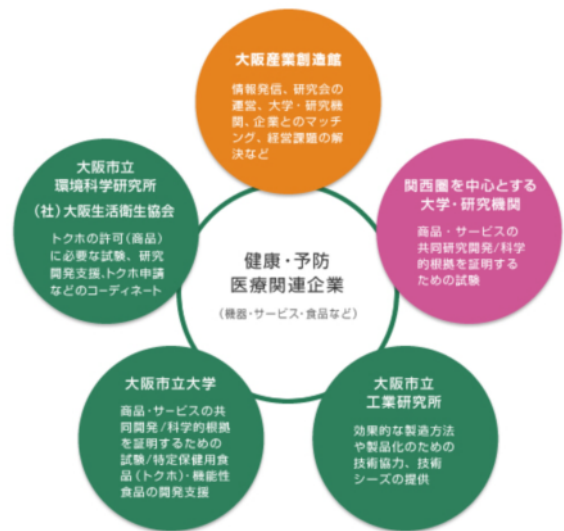 大阪産業創造館
情報発信、研究会の
運営、大学・研究機
関、企業とのマッチ
ング、経営課題の解
決など
大阪市立
環境科学研究所
（社）大阪生活衛生協会
トクホの許可（商品）
に必要な試験、研究
開発支援、トクホ申請
などのコーディネート
関西圏を中心とする
大学・研究機関
商品・サービスの
共同研究開発/科学
的根拠を証明する
ための試験
健康・予防
医療関連企業
（機器・サービス・食品など）
大阪市立大学
商品・サービスの共
同開発/科学的根拠
を証明するための
試験/特定保健用食
品（トクホ）・機能性
食品の開発支援
大阪市立
工業研究所
効果的な製造方法
や製品化のための
技術協力、技術
シーズの提供